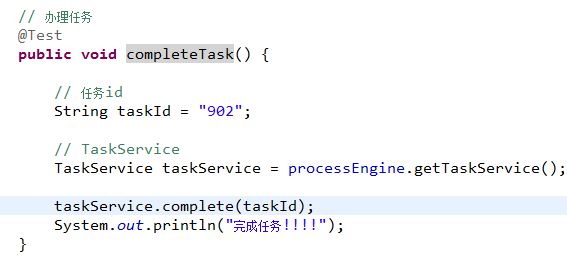 // 办理任务
@Test
public void completeTask() {
// 任务id
String taskId = "902";
// TaskService
TaskService taskService = processEngine.getTaskService();
taskService.complete(taskId);
System.out.println("完成任务!!!!");
}